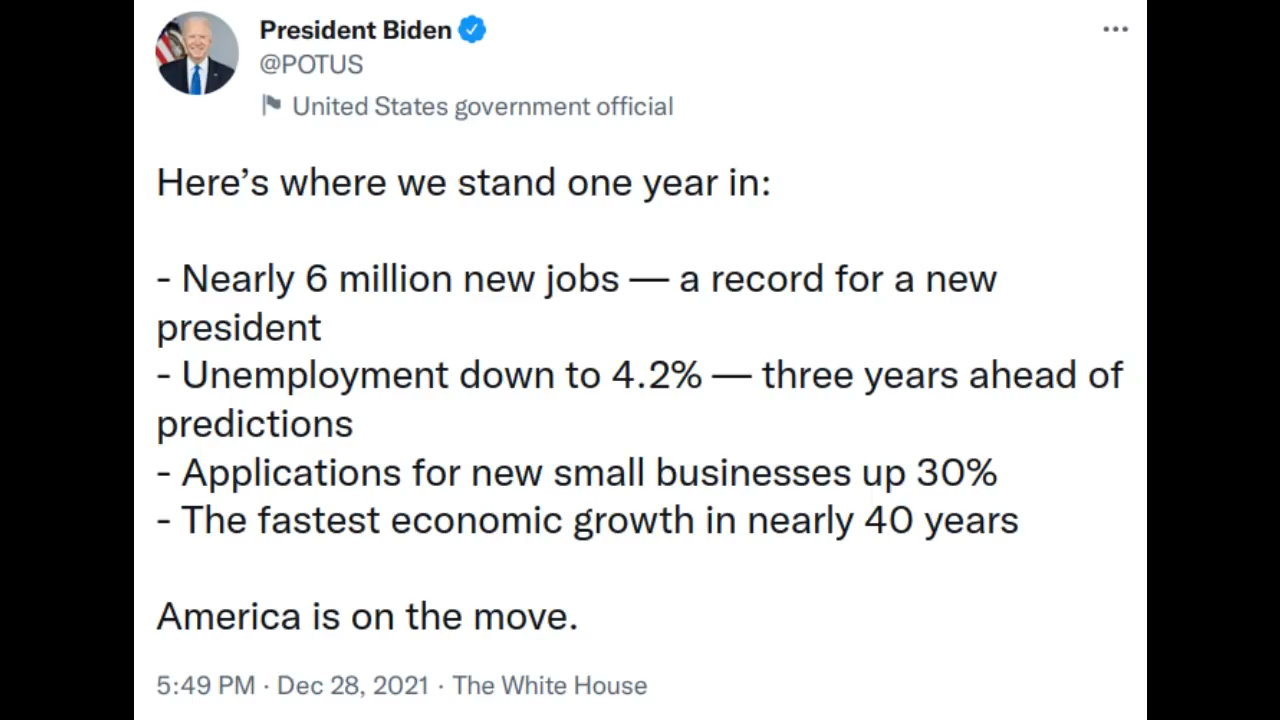 President Biden
@POTUS
United States government official
Here’s where we stand one year in:
- Nearly 6 million new jobs — a record for a new
president
- Unemployment down to 4.2% — three years ahead of
predictions
- Applications for new small businesses up 30%
- The fastest economic growth in nearly 40 years
America is on the move.
5:49 PM · Dec 28, 2021 · The White House